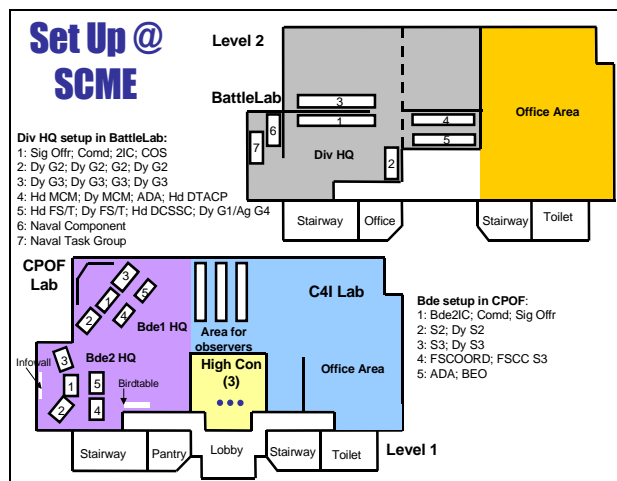 Set Up @
SCME
Level 2
BattleLab
3
1
6
7
2
4
5
Div HQ
Office Area
Stairway
Office
Stairway
Toilet
Div HQ setup in BattleLab:
1: Sig Offr; Comd; 2IC; COS
2: Dy G2; Dy G2; G2; Dy G2
3: Dy G3; Dy G3; G3; Dy G3
4: Hd MCM; Dy MCM; ADA; Hd DTACP
5: Hd FS/T; Dy FS/T; Hd DCSSC; Dy G1/Ag G4
6: Naval Component
7: Naval Task Group
CPOF
Lab
3
1
5
2
4
Bde1 HQ
Bde2 HQ
3
Infowall
1
5
2
4
Birdtable
Area for
observers
C4I Lab
High Con
(3)
Office Area
Stairway
Pantry
Lobby
Stairway
Toilet
Level 1
Bde setup in CPOF:
1: Bde2IC; Comd; Sig Offr
2: S2; Dy S2
3: S3; Dy S3
4: FSCOORD; FSCC S3
5: ADA; BEO